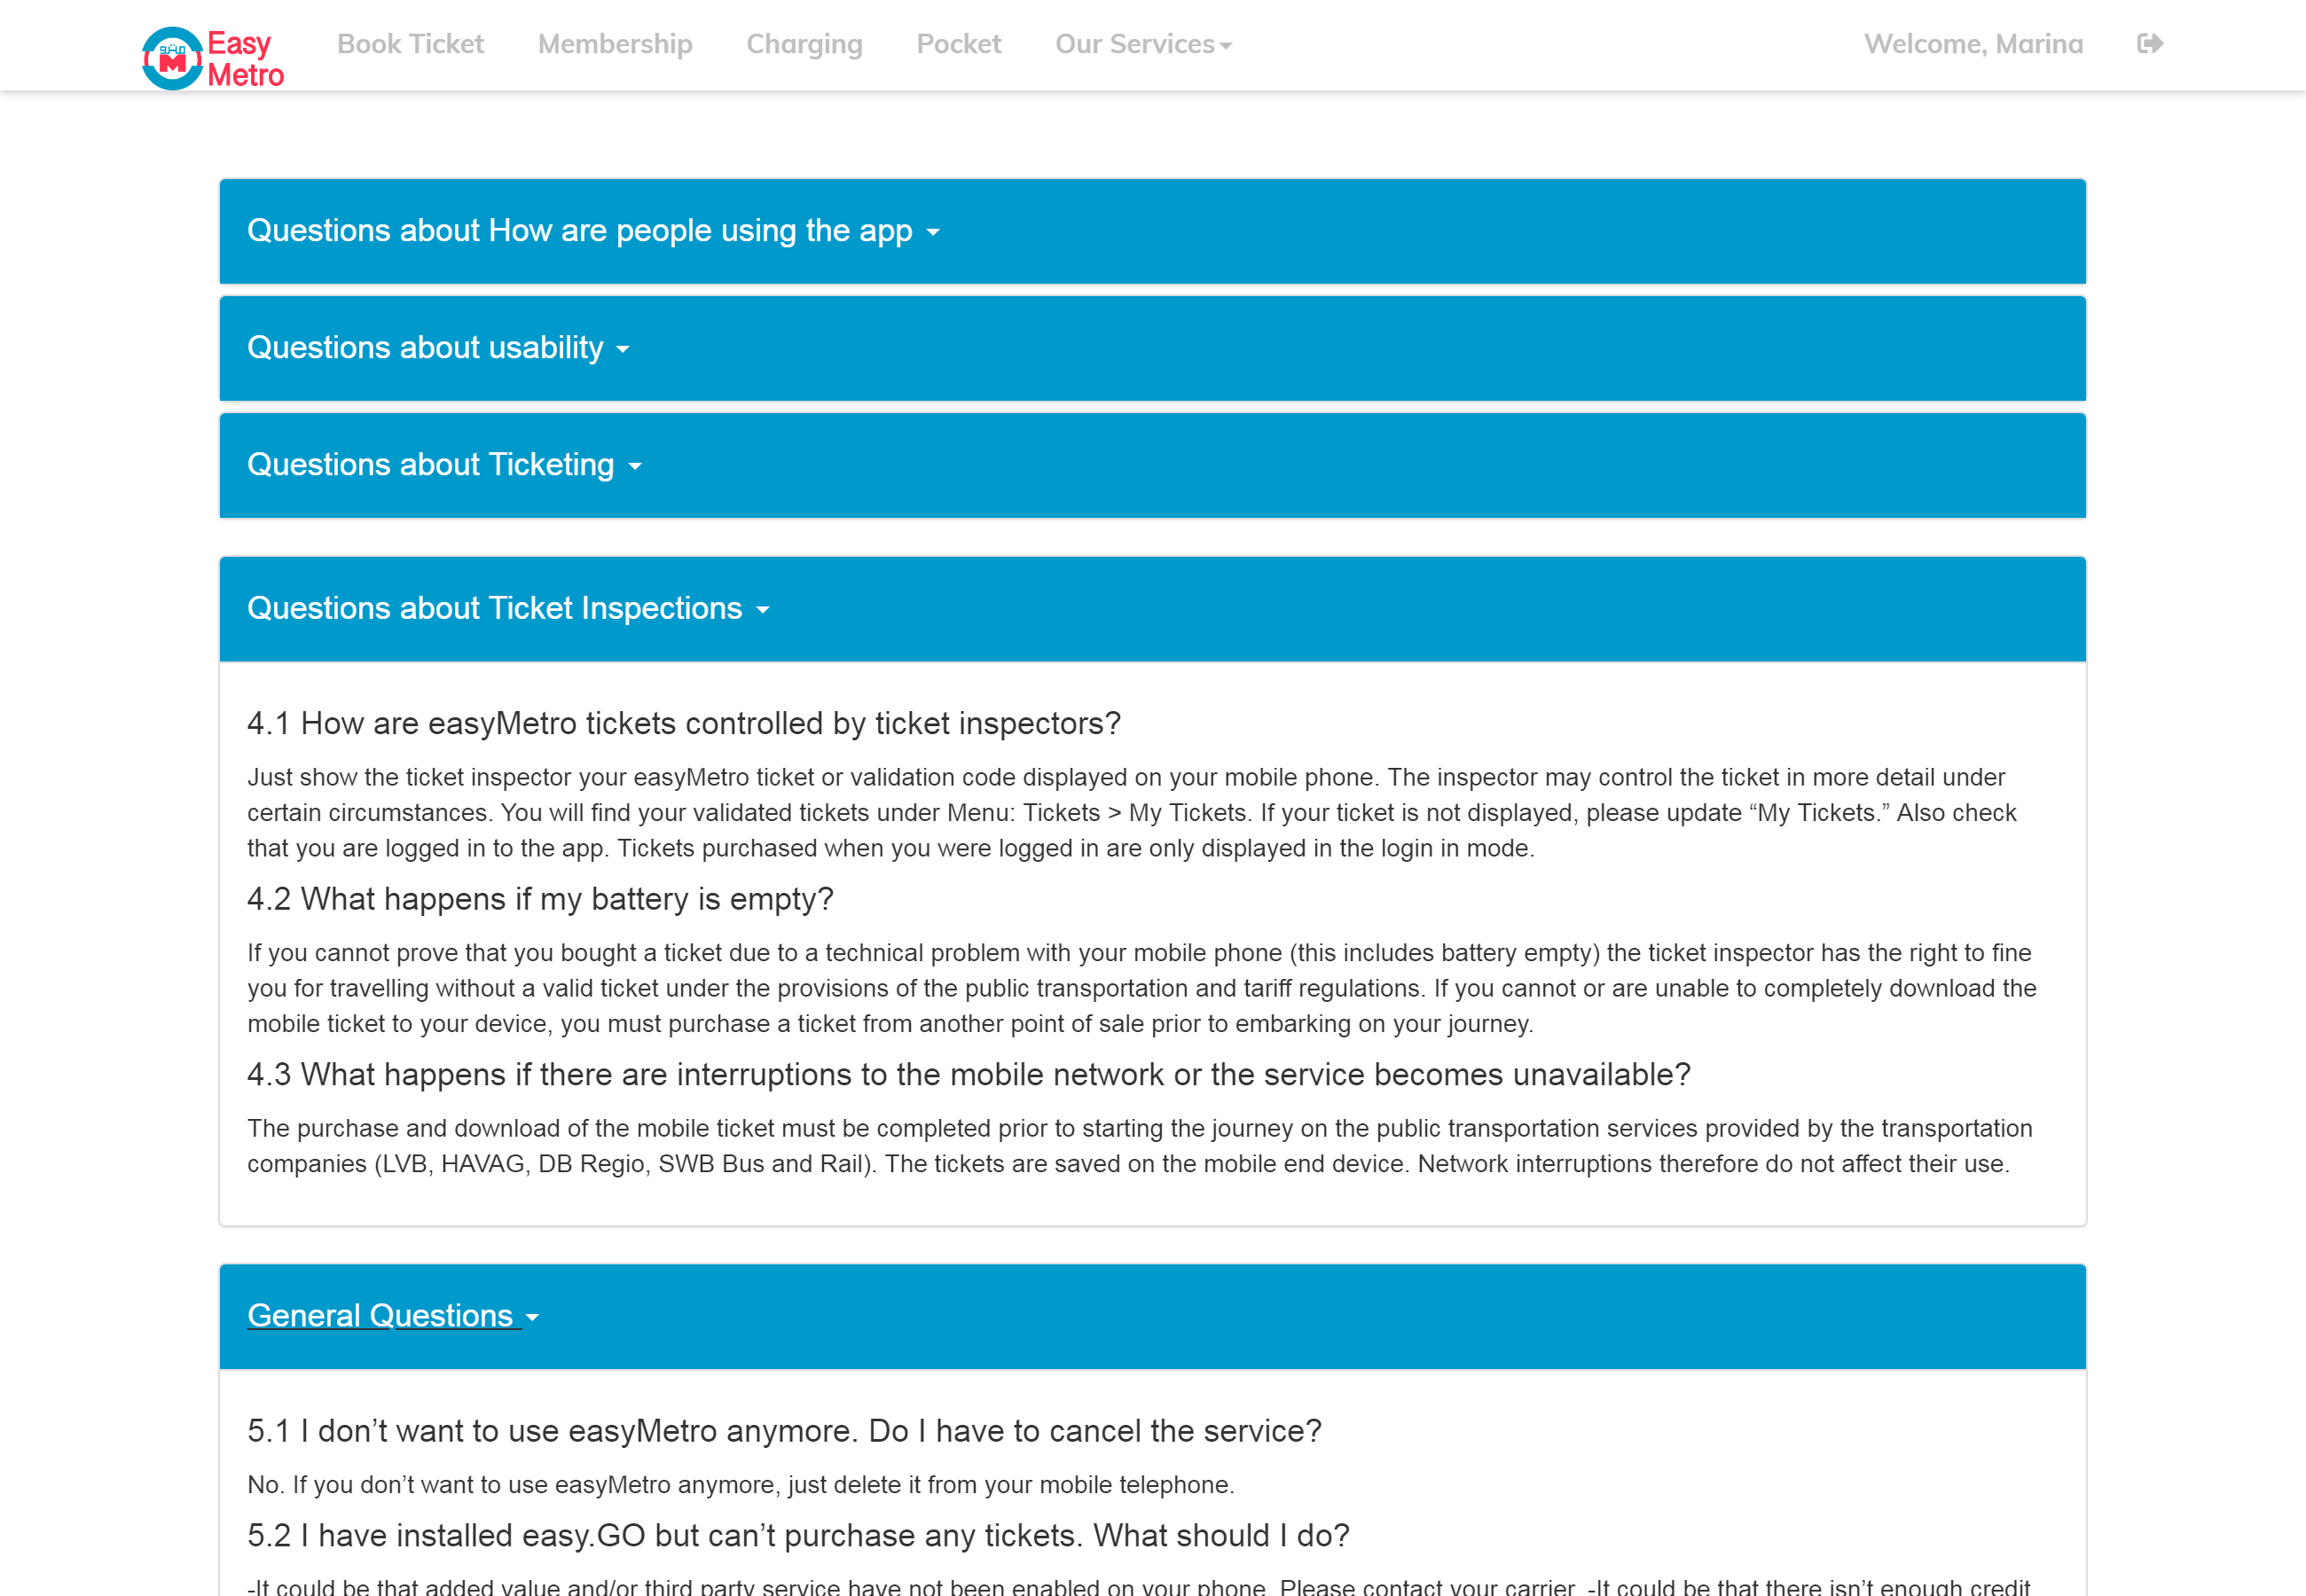 Easy
Metro
Book Ticket
Membership
Charging
Pocket
Our Services
Welcome, Marina
Questions about How are people using the app
Questions about usability
Questions about Ticketing
Questions about Ticket Inspections
4.1 How are easyMetro tickets controlled by ticket inspectors?
Just show the ticket inspector your easyMetro ticket or validation code displayed on your mobile phone. The inspector may control the ticket in more detail under
certain circumstances. You will find your validated tickets under Menu: Tickets > My Tickets. If your ticket is not displayed, please update “My Tickets.” Also check
that you are logged in to the app. Tickets purchased when you were logged in are only displayed in the login in mode.
4.2 What happens if my battery is empty?
If you cannot prove that you bought a ticket due to a technical problem with your mobile phone (this includes battery empty) the ticket inspector has the right to fine
you for travelling without a valid ticket under the provisions of the public transportation and tariff regulations. If you cannot or are unable to completely download the
mobile ticket to your device, you must purchase a ticket from another point of sale prior to embarking on your journey.
4.3 What happens if there are interruptions to the mobile network or the service becomes unavailable?
The purchase and download of the mobile ticket must be completed prior to starting the journey on the public transportation services provided by the transportation
companies (LVB, HAVAG, DB Regio, SWB Bus and Rail). The tickets are saved on the mobile end device. Network interruptions therefore do not affect their use.
General Questions
5.1 I don’t want to use easyMetro anymore. Do I have to cancel the service?
No. If you don’t want to use easyMetro anymore, just delete it from your mobile telephone.
5.2 I have installed easy.GO but can’t purchase any tickets. What should I do?
-It could be that added value and/or third party service have not been enabled on your phone. Please contact your carrier. -It could be that there isn’t enough credit